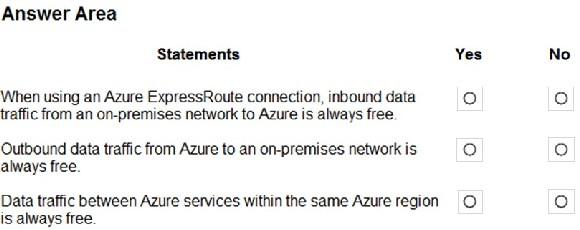 Answer Area
Statements Yes No
When using an Azure ExpressRoute connection, inbound data
traffic from an on-premises network to Azure is always free.
Outbound data traffic from Azure to an on-premises network is
always free.
Data traffic between Azure services within the same Azure region
is always free.